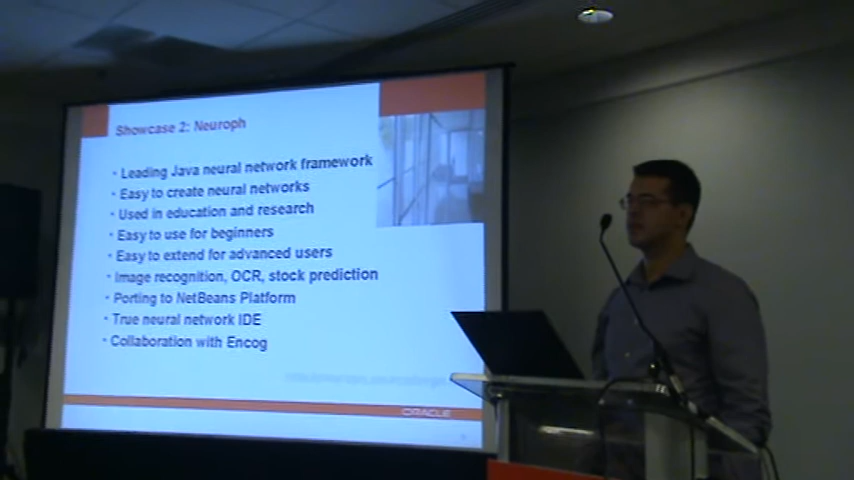 Showcase 2: Neuroph
• Leading Java neural network framework
• Easy to create neural networks
• Used in education and research
• Easy to use for beginners
• Easy to extend for advanced users
• Image recognition, OCR, stock prediction
• Porting to NetBeans Platform
• True neural network IDE
• Collaboration with Encog
ORACLE